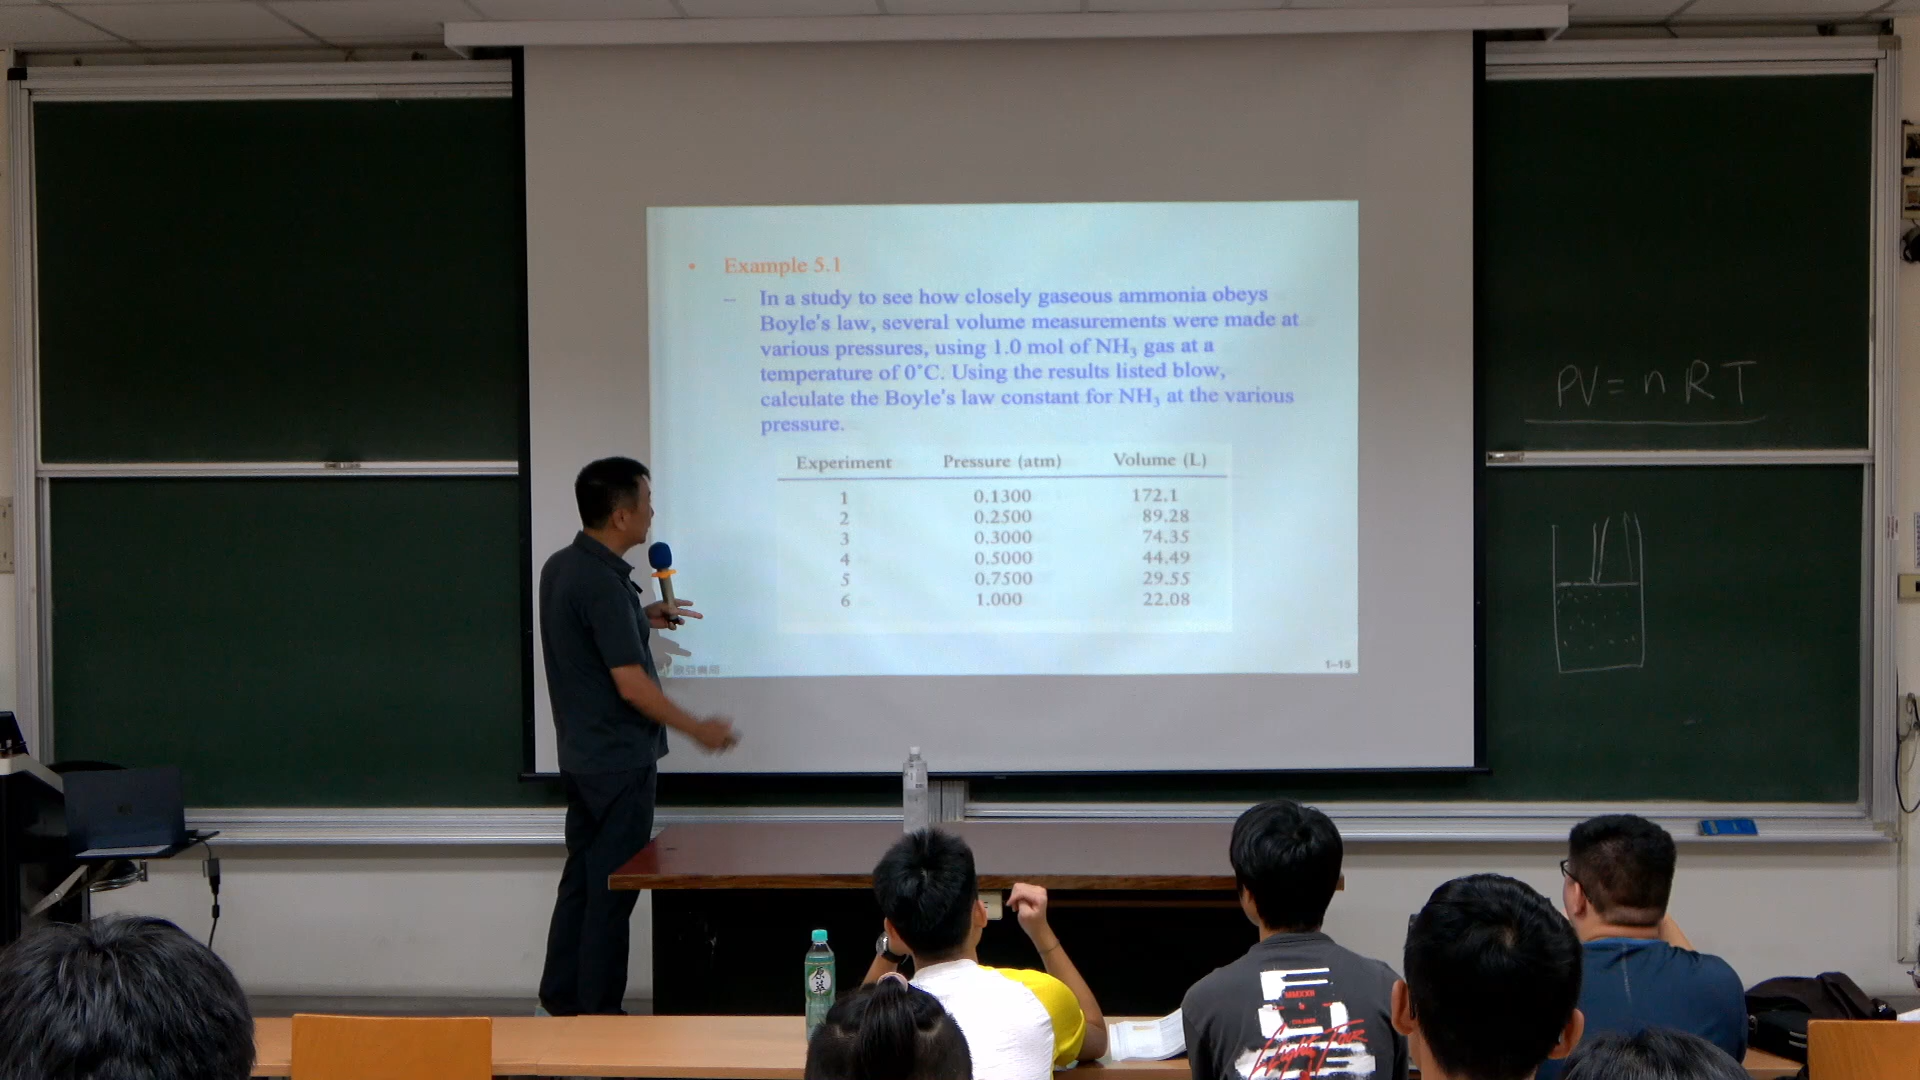 • Example 5.1
– In a study to see how closely gaseous ammonia obeys
Boyle's law, several volume measurements were made at
various pressures, using 1.0 mol of NH₃ gas at a
temperature of 0°C. Using the results listed blow,
calculate the Boyle's law constant for NH₃ at the various
pressure.
Experiment Pressure (atm) Volume (L)
1 0.1300 172.1
2 0.2500 89.28
3 0.3000 74.35
4 0.5000 44.49
5 0.7500 29.55
6 1.000 22.08
1–15
PV = nRT
原萃